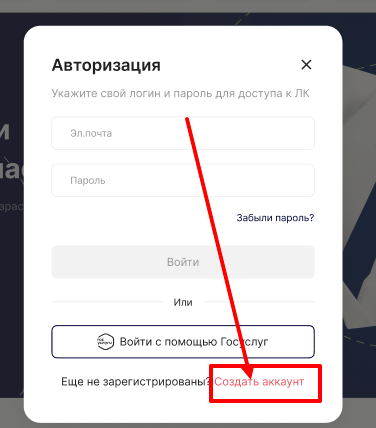 Авторизация
Укажите свой логин и пароль для доступа к ЛК
Эл.почта
Пароль
Забыли пароль?
Войти
Или
Войти с помощью Госуслуг
Еще не зарегистрированы? Создать аккаунт